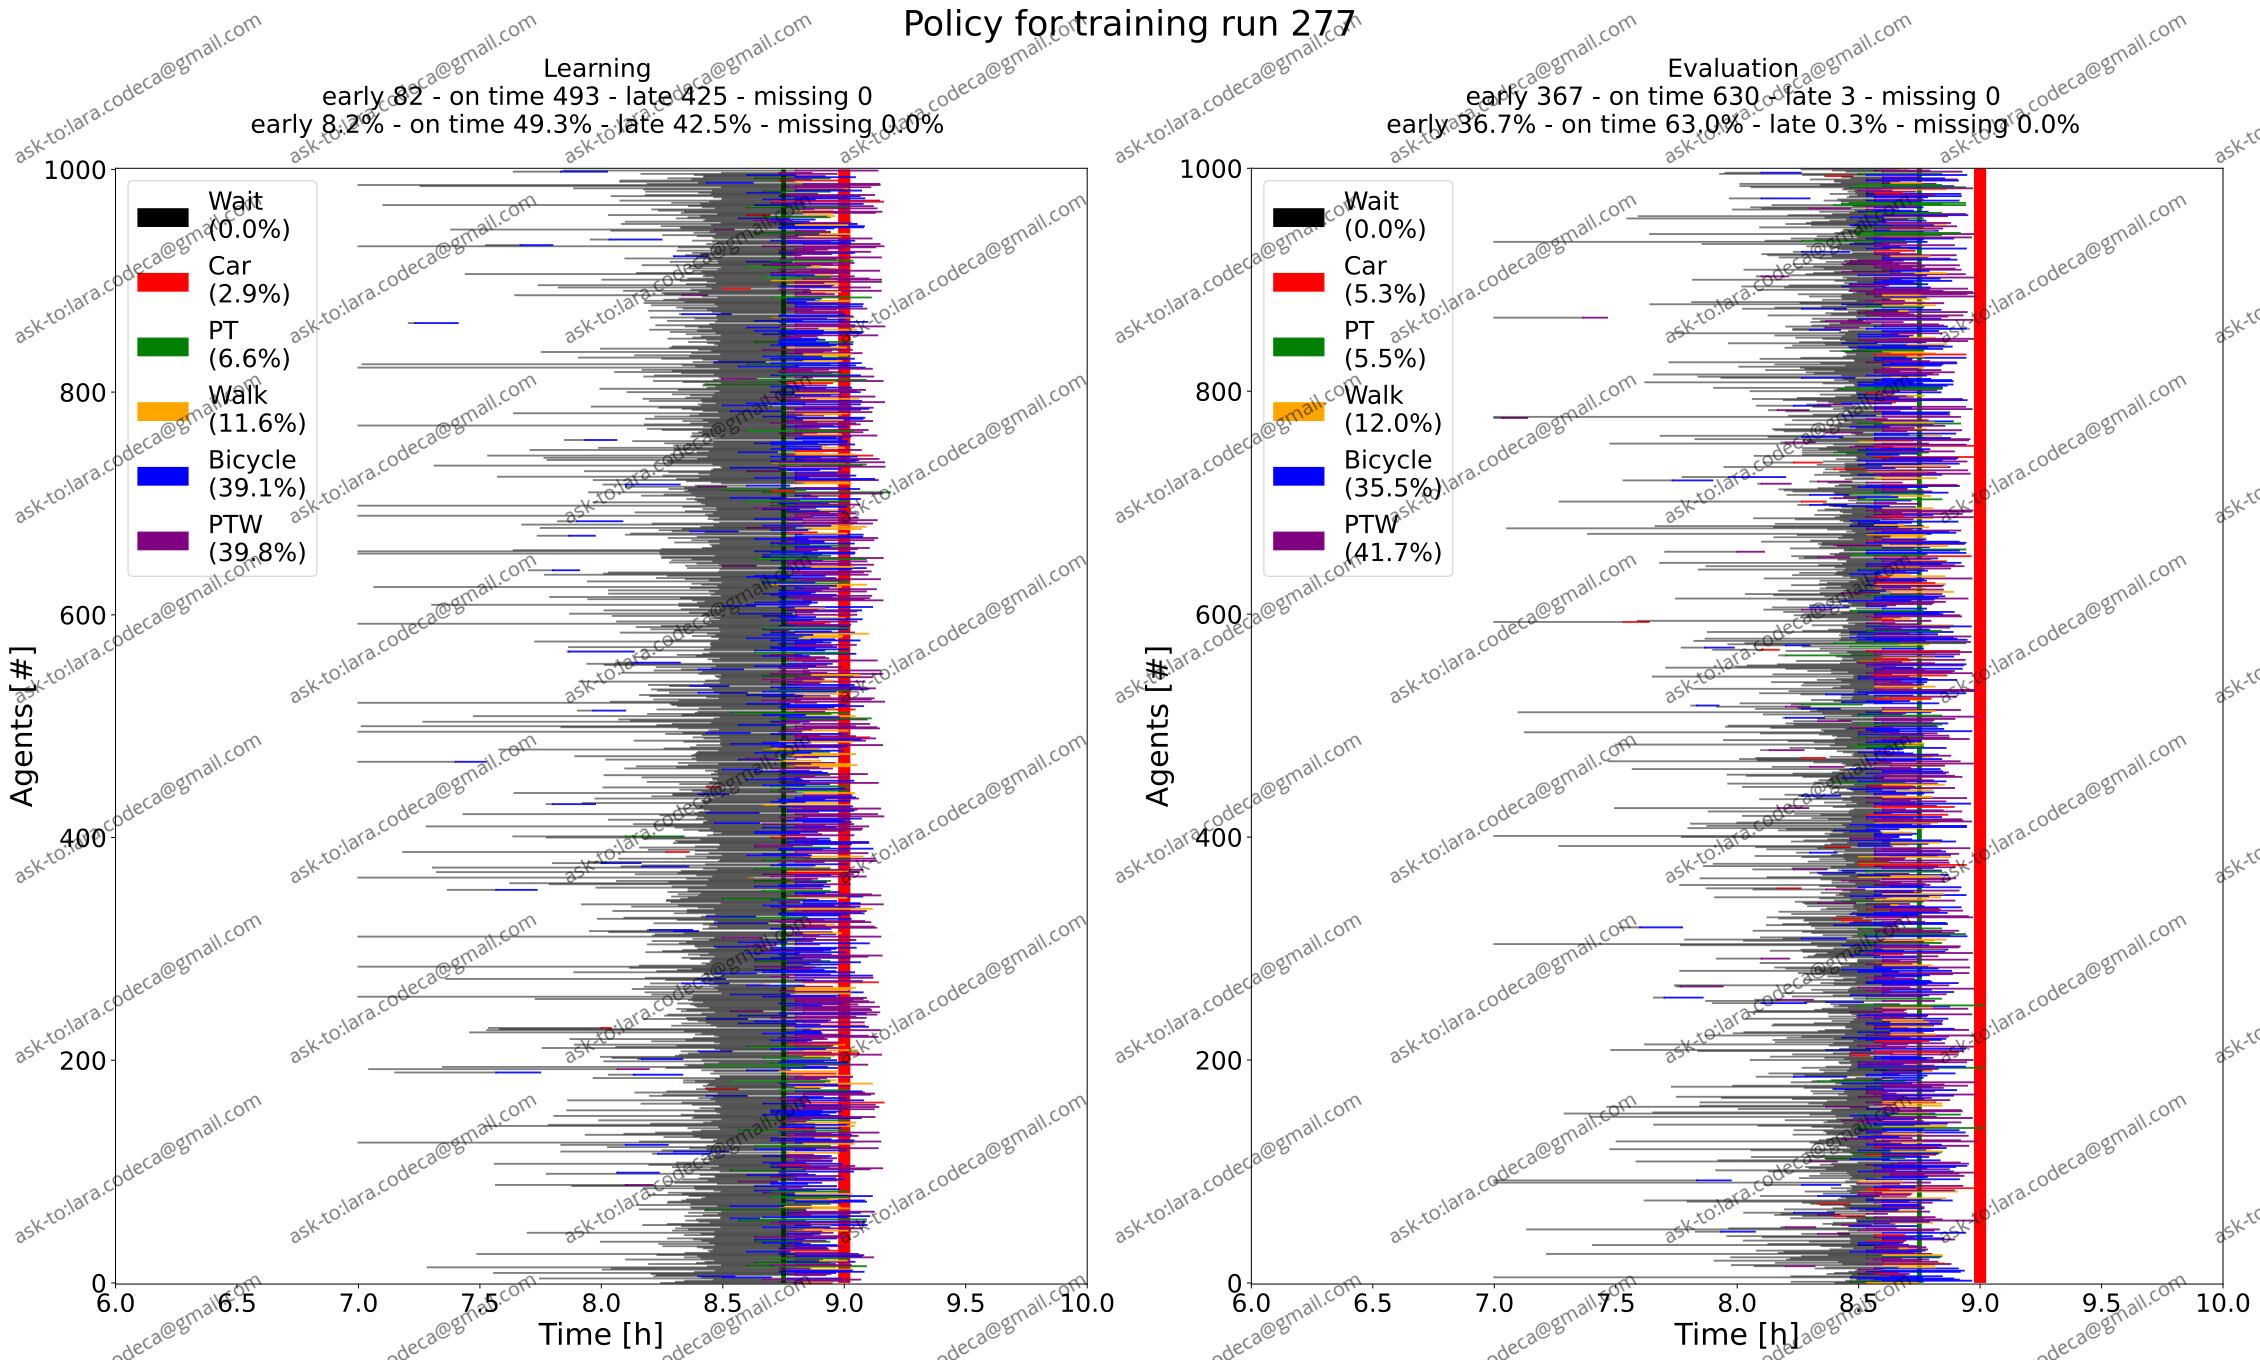 Policy for training run 277
Learning
early 82 - on time 493 - late 425 - missing 0
early 8.2% - on time 49.3% - late 42.5% - missing 0.0%
Wait
(0.0%)
Car
(2.9%)
PT
(6.6%)
Walk
(11.6%)
Bicycle
(39.1%)
PTW
(39.8%)
Agents [#]
1000
800
600
400
200
0
6.0 6.5 7.0 7.5 8.0 8.5 9.0 9.5 10.0
Time [h]
Evaluation
early 367 - on time 630 - late 3 - missing 0
early 36.7% - on time 63.0% - late 0.3% - missing 0.0%
Wait
(0.0%)
Car
(5.3%)
PT
(5.5%)
Walk
(12.0%)
Bicycle
(35.5%)
PTW
(41.7%)
Agents [#]
1000
800
600
400
200
0
6.0 6.5 7.0 7.5 8.0 8.5 9.0 9.5 10.0
Time [h]
ask-to:lara.codeca@gmail.com